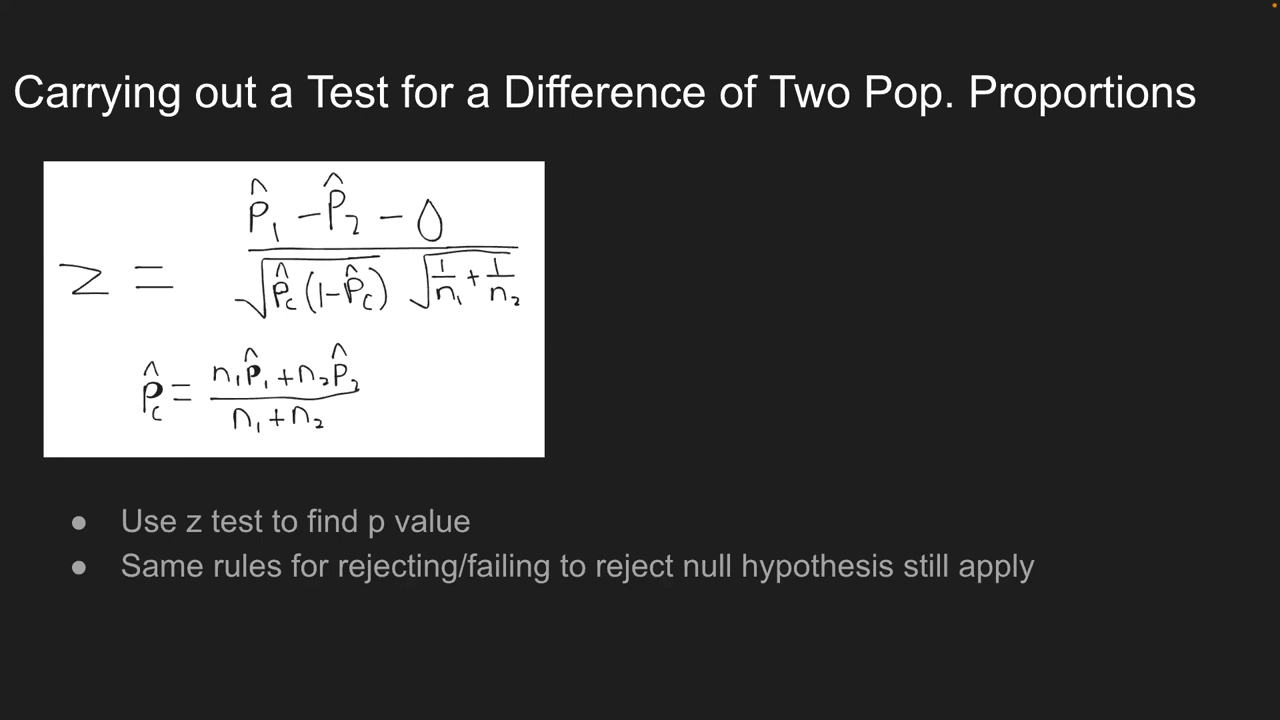 Carrying out a Test for a Difference of Two Pop. Proportions
z = (p̂₁ − p̂₂ − 0) / (√(p̂c(1−p̂c)) √(1/n₁ + 1/n₂))
p̂c = (n₁p̂₁ + n₂p̂₂) / (n₁ + n₂)
● Use z test to find p value
● Same rules for rejecting/failing to reject null hypothesis still apply